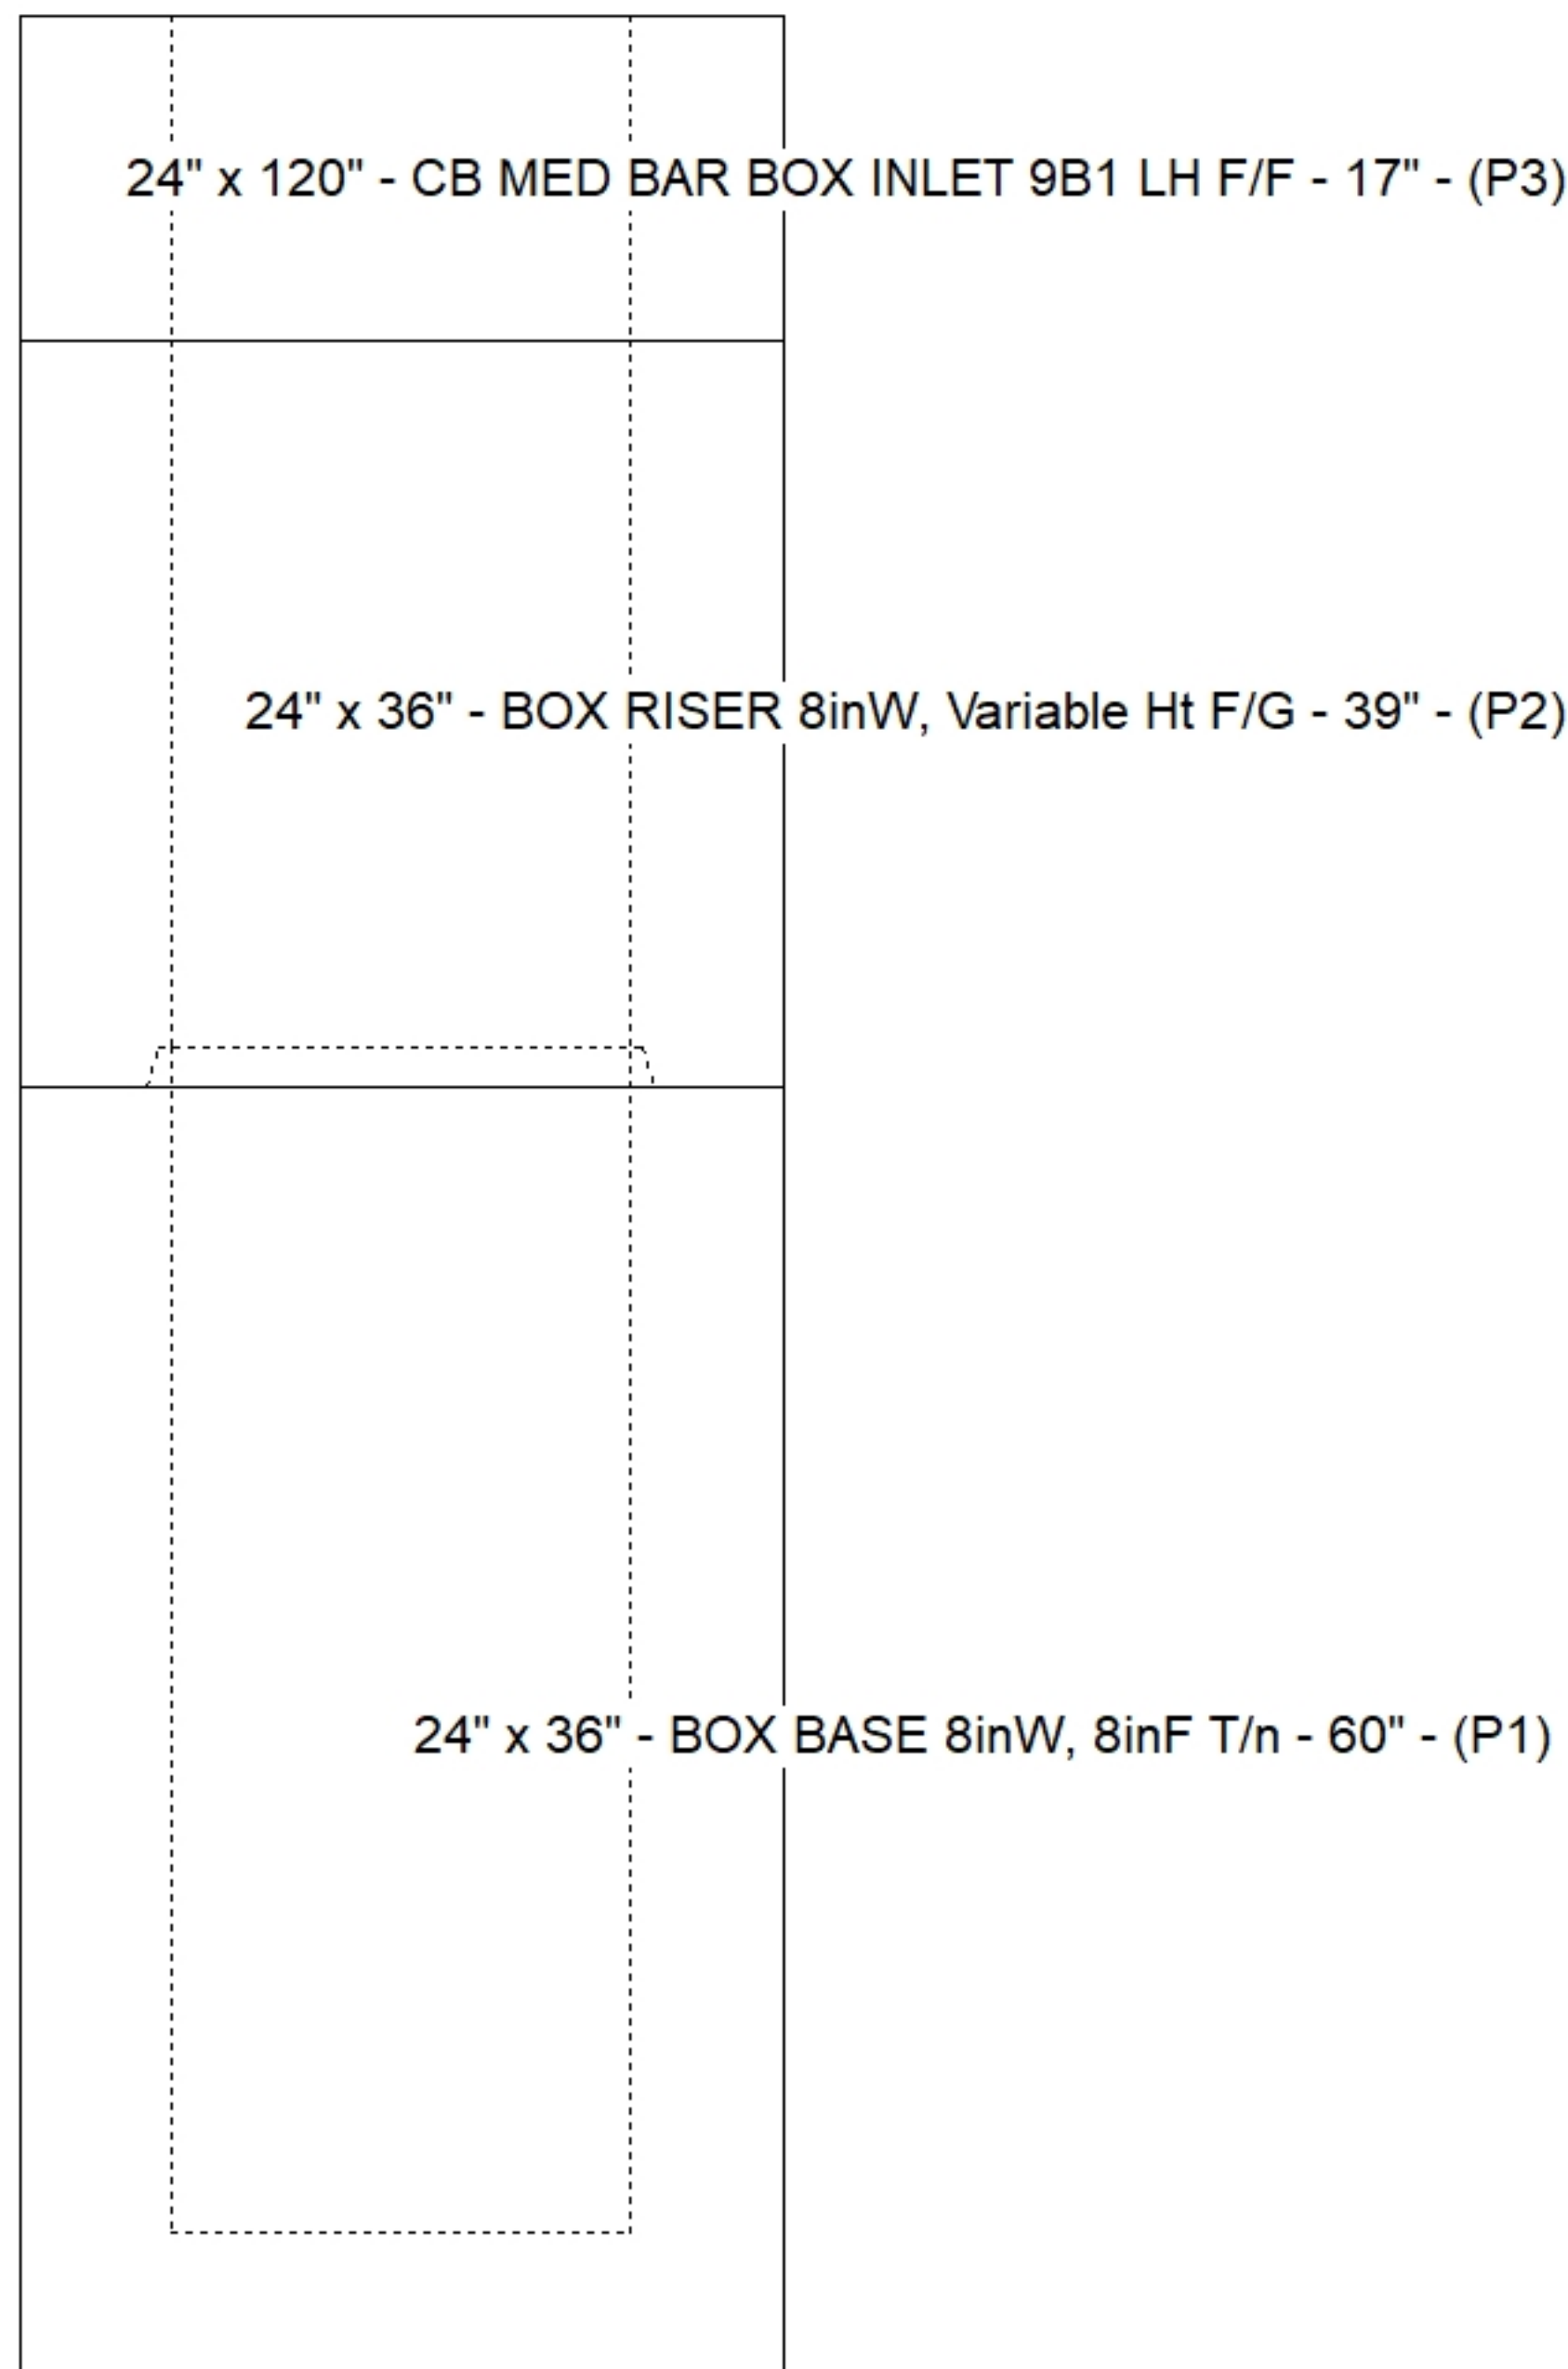 24" x 120" - CB MED BAR BOX INLET 9B1 LH F/F - 17" - (P3)
24" x 36" - BOX RISER 8inW, Variable Ht F/G - 39" - (P2)
24" x 36" - BOX BASE 8inW, 8inF T/n - 60" - (P1)